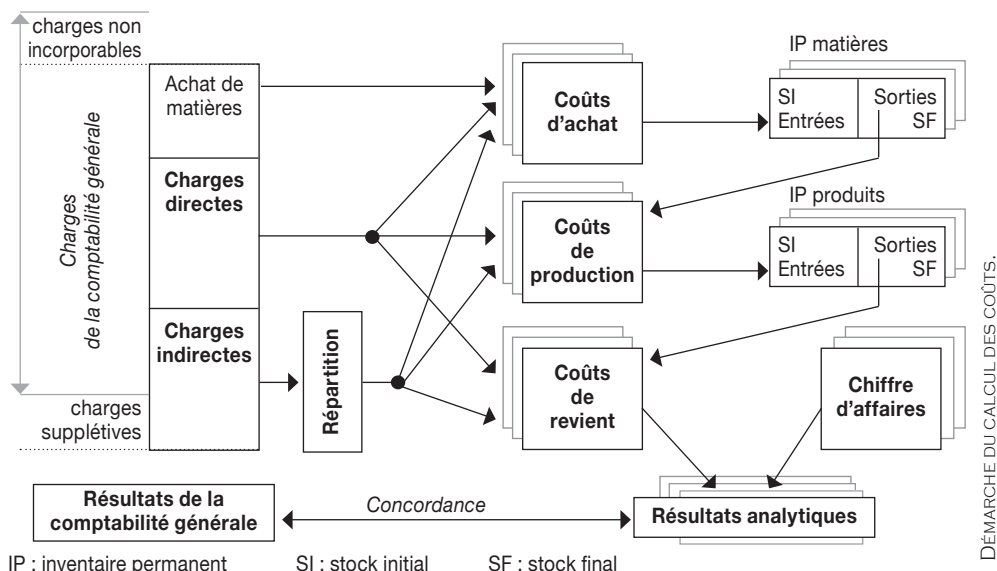 charges non
incorporables
Charges
de la comptabilité générale
charges
supplétives
Achat de
matières
Charges
directes
Charges
indirectes
Répartition
Coûts
d'achat
Coûts
de
production
Coûts
de
revient
IP matières
SI Sorties
Entrées SF
IP produits
SI Sorties
Entrées SF
Chiffre
d'affaires
Résultats de la
comptabilité générale
Concordance
Résultats analytiques
IP : inventaire permanent SI : stock initial SF : stock final
DÉMARCHE DU CALCUL DES COÛTS.